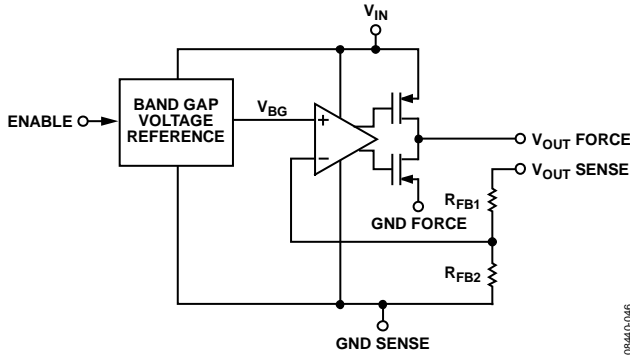 V_IN
BAND GAP
VOLTAGE
REFERENCE
ENABLE
V_BG
+
–
V_OUT FORCE
V_OUT SENSE
R_FB1
GND FORCE
R_FB2
GND SENSE
08440-046